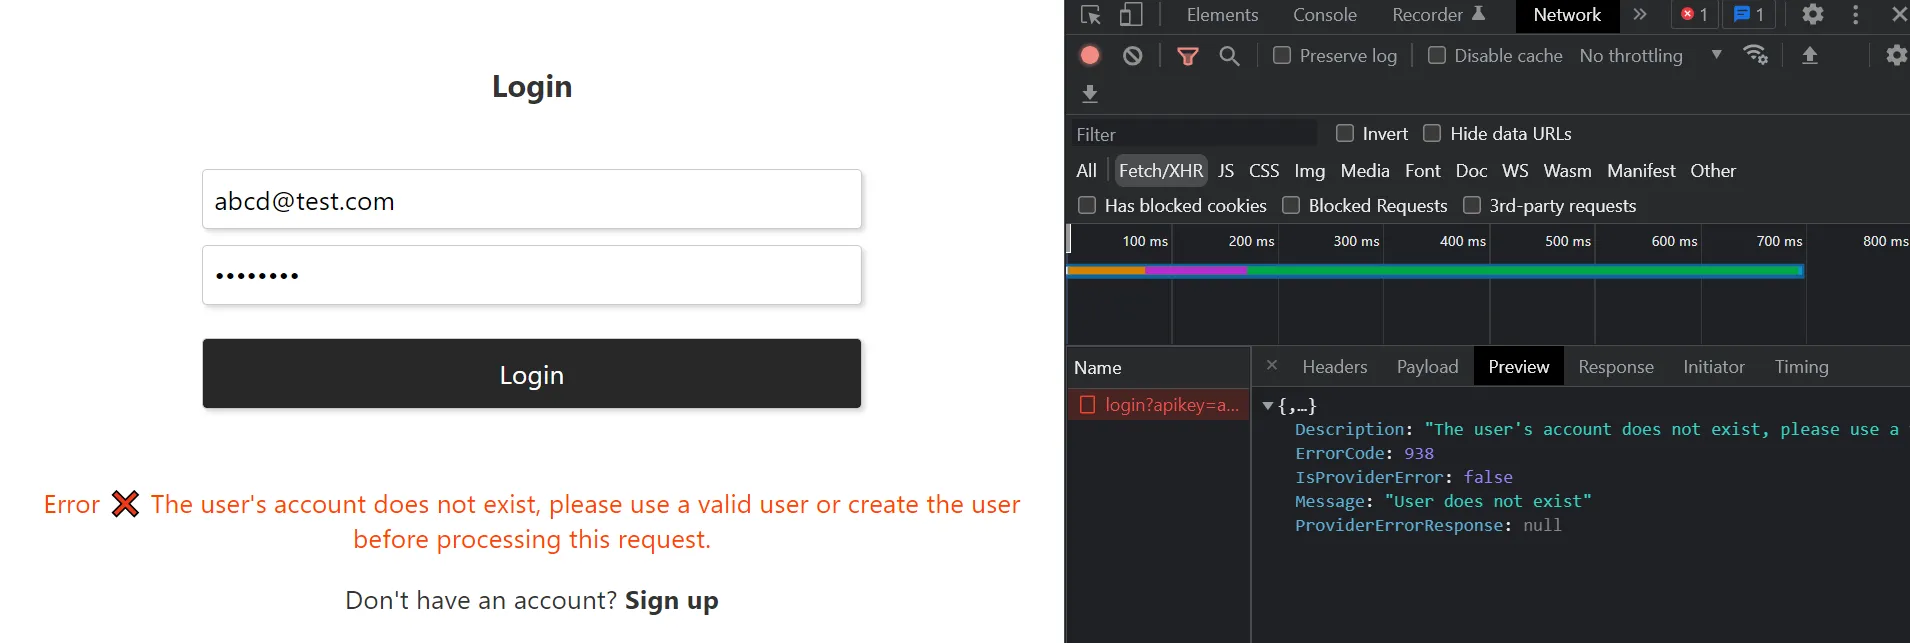 Login
abcd@test.com
••••••••
Login
Error ❌ The user's account does not exist, please use a valid user or create the user
before processing this request.
Don't have an account? Sign up
Elements Console Recorder Network » 1 1
Preserve log Disable cache No throttling
Filter Invert Hide data URLs
All Fetch/XHR JS CSS Img Media Font Doc WS Wasm Manifest Other
Has blocked cookies Blocked Requests 3rd-party requests
100 ms 200 ms 300 ms 400 ms 500 ms 600 ms 700 ms 800 ms
Name × Headers Payload Preview Response Initiator Timing
login?apikey=a...
▼{,…}
Description: "The user's account does not exist, please use a
ErrorCode: 938
IsProviderError: false
Message: "User does not exist"
ProviderErrorResponse: null